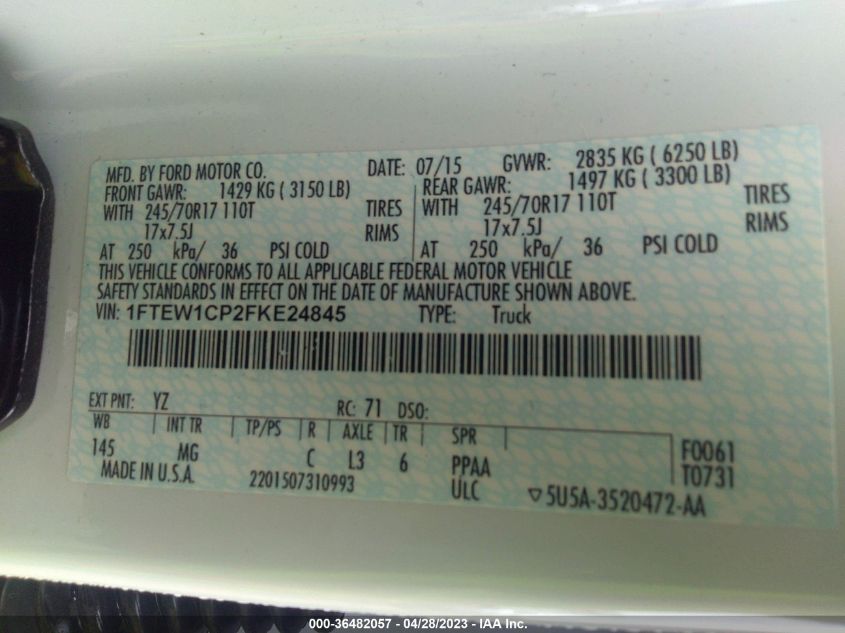 MFD. BY FORD MOTOR CO. DATE: 07/15 GVWR: 2835 KG ( 6250 LB)
FRONT GAWR: 1429 KG ( 3150 LB) REAR GAWR: 1497 KG ( 3300 LB)
WITH 245/70R17 110T TIRES WITH 245/70R17 110T TIRES
17x7.5J RIMS 17x7.5J RIMS
AT 250 kPa/ 36 PSI COLD AT 250 kPa/ 36 PSI COLD
THIS VEHICLE CONFORMS TO ALL APPLICABLE FEDERAL MOTOR VEHICLE
SAFETY STANDARDS IN EFFECT ON THE DATE OF MANUFACTURE SHOWN ABOVE.
VIN: 1FTEW1CP2FKE24845 TYPE: Truck
EXT PNT: YZ RC: 71 DSO:
WB INT TR TP/PS R AXLE TR SPR
145 MG C L3 6 PPAA F0061
MADE IN U.S.A. 2201507310993 ULC T0731
▽5U5A-3520472-AA
000-36482057 - 04/28/2023 - IAA Inc.